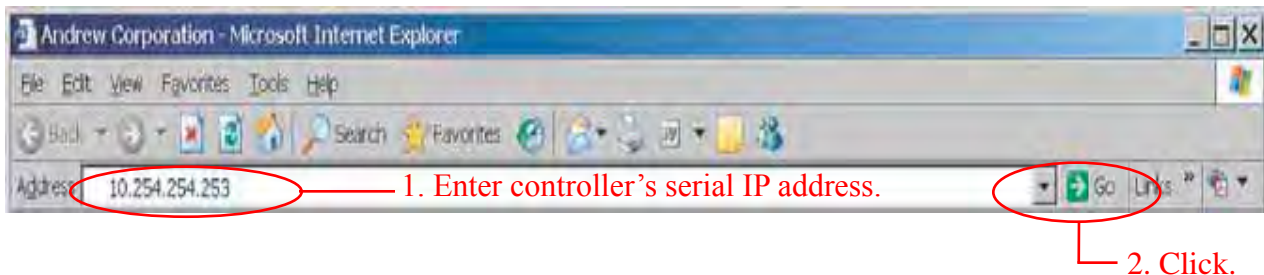 Andrew Corporation - Microsoft Internet Explorer
File Edit View Favorites Tools Help
Back Search Favorites
Address 10.254.254.253 1. Enter controller’s serial IP address. Go Links »
2. Click.